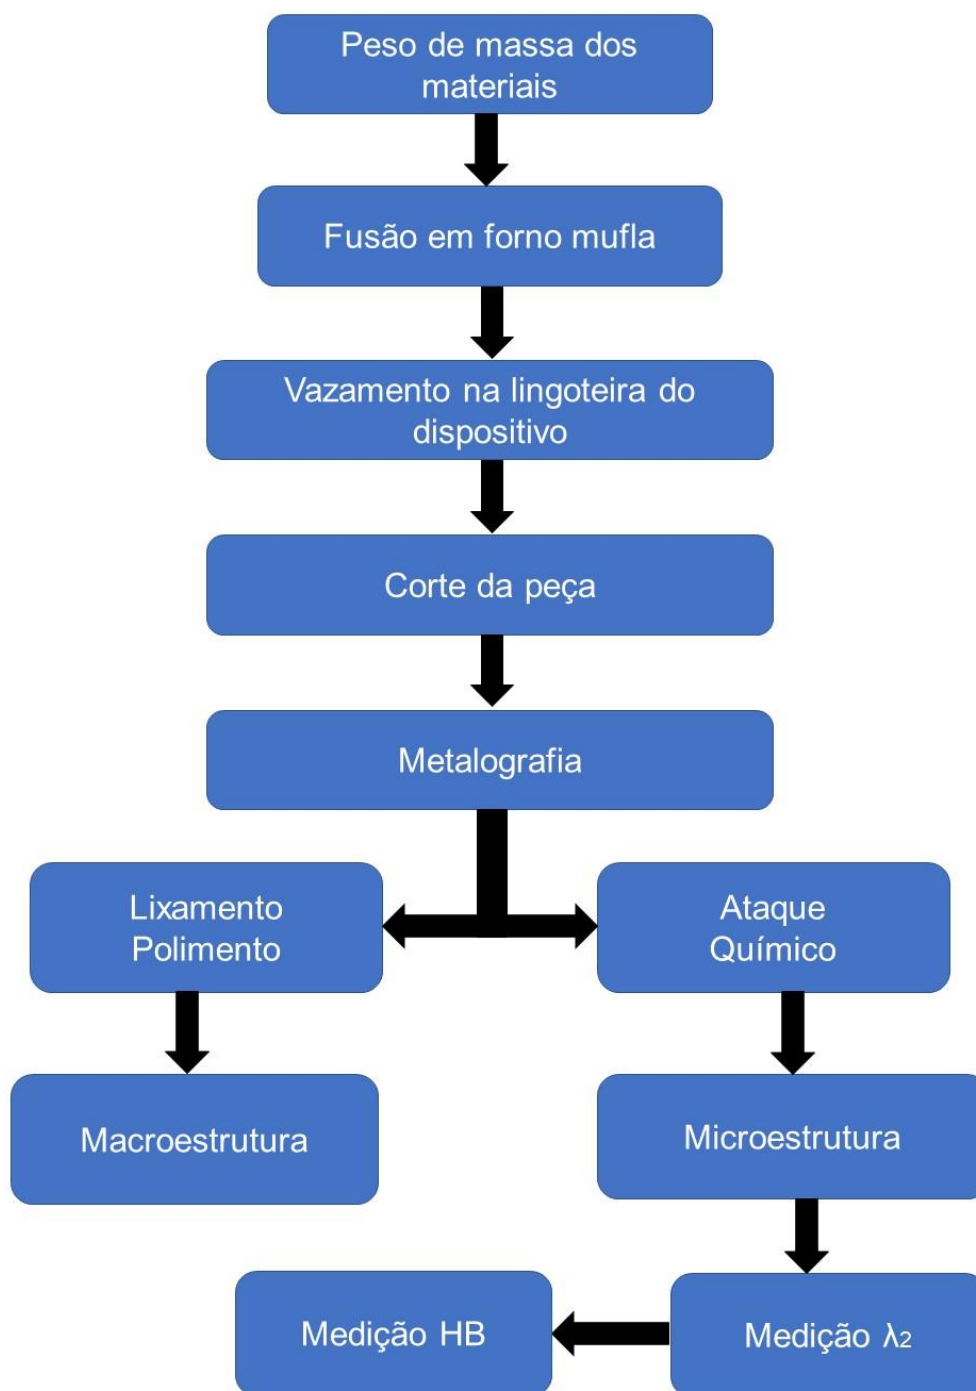 Peso de massa dos
materiais
Fusão em forno mufla
Vazamento na lingoteira do
dispositivo
Corte da peça
Metalografia
Lixamento
Polimento
Ataque
Químico
Macroestrutura
Microestrutura
Medição HB
Medição λ₂